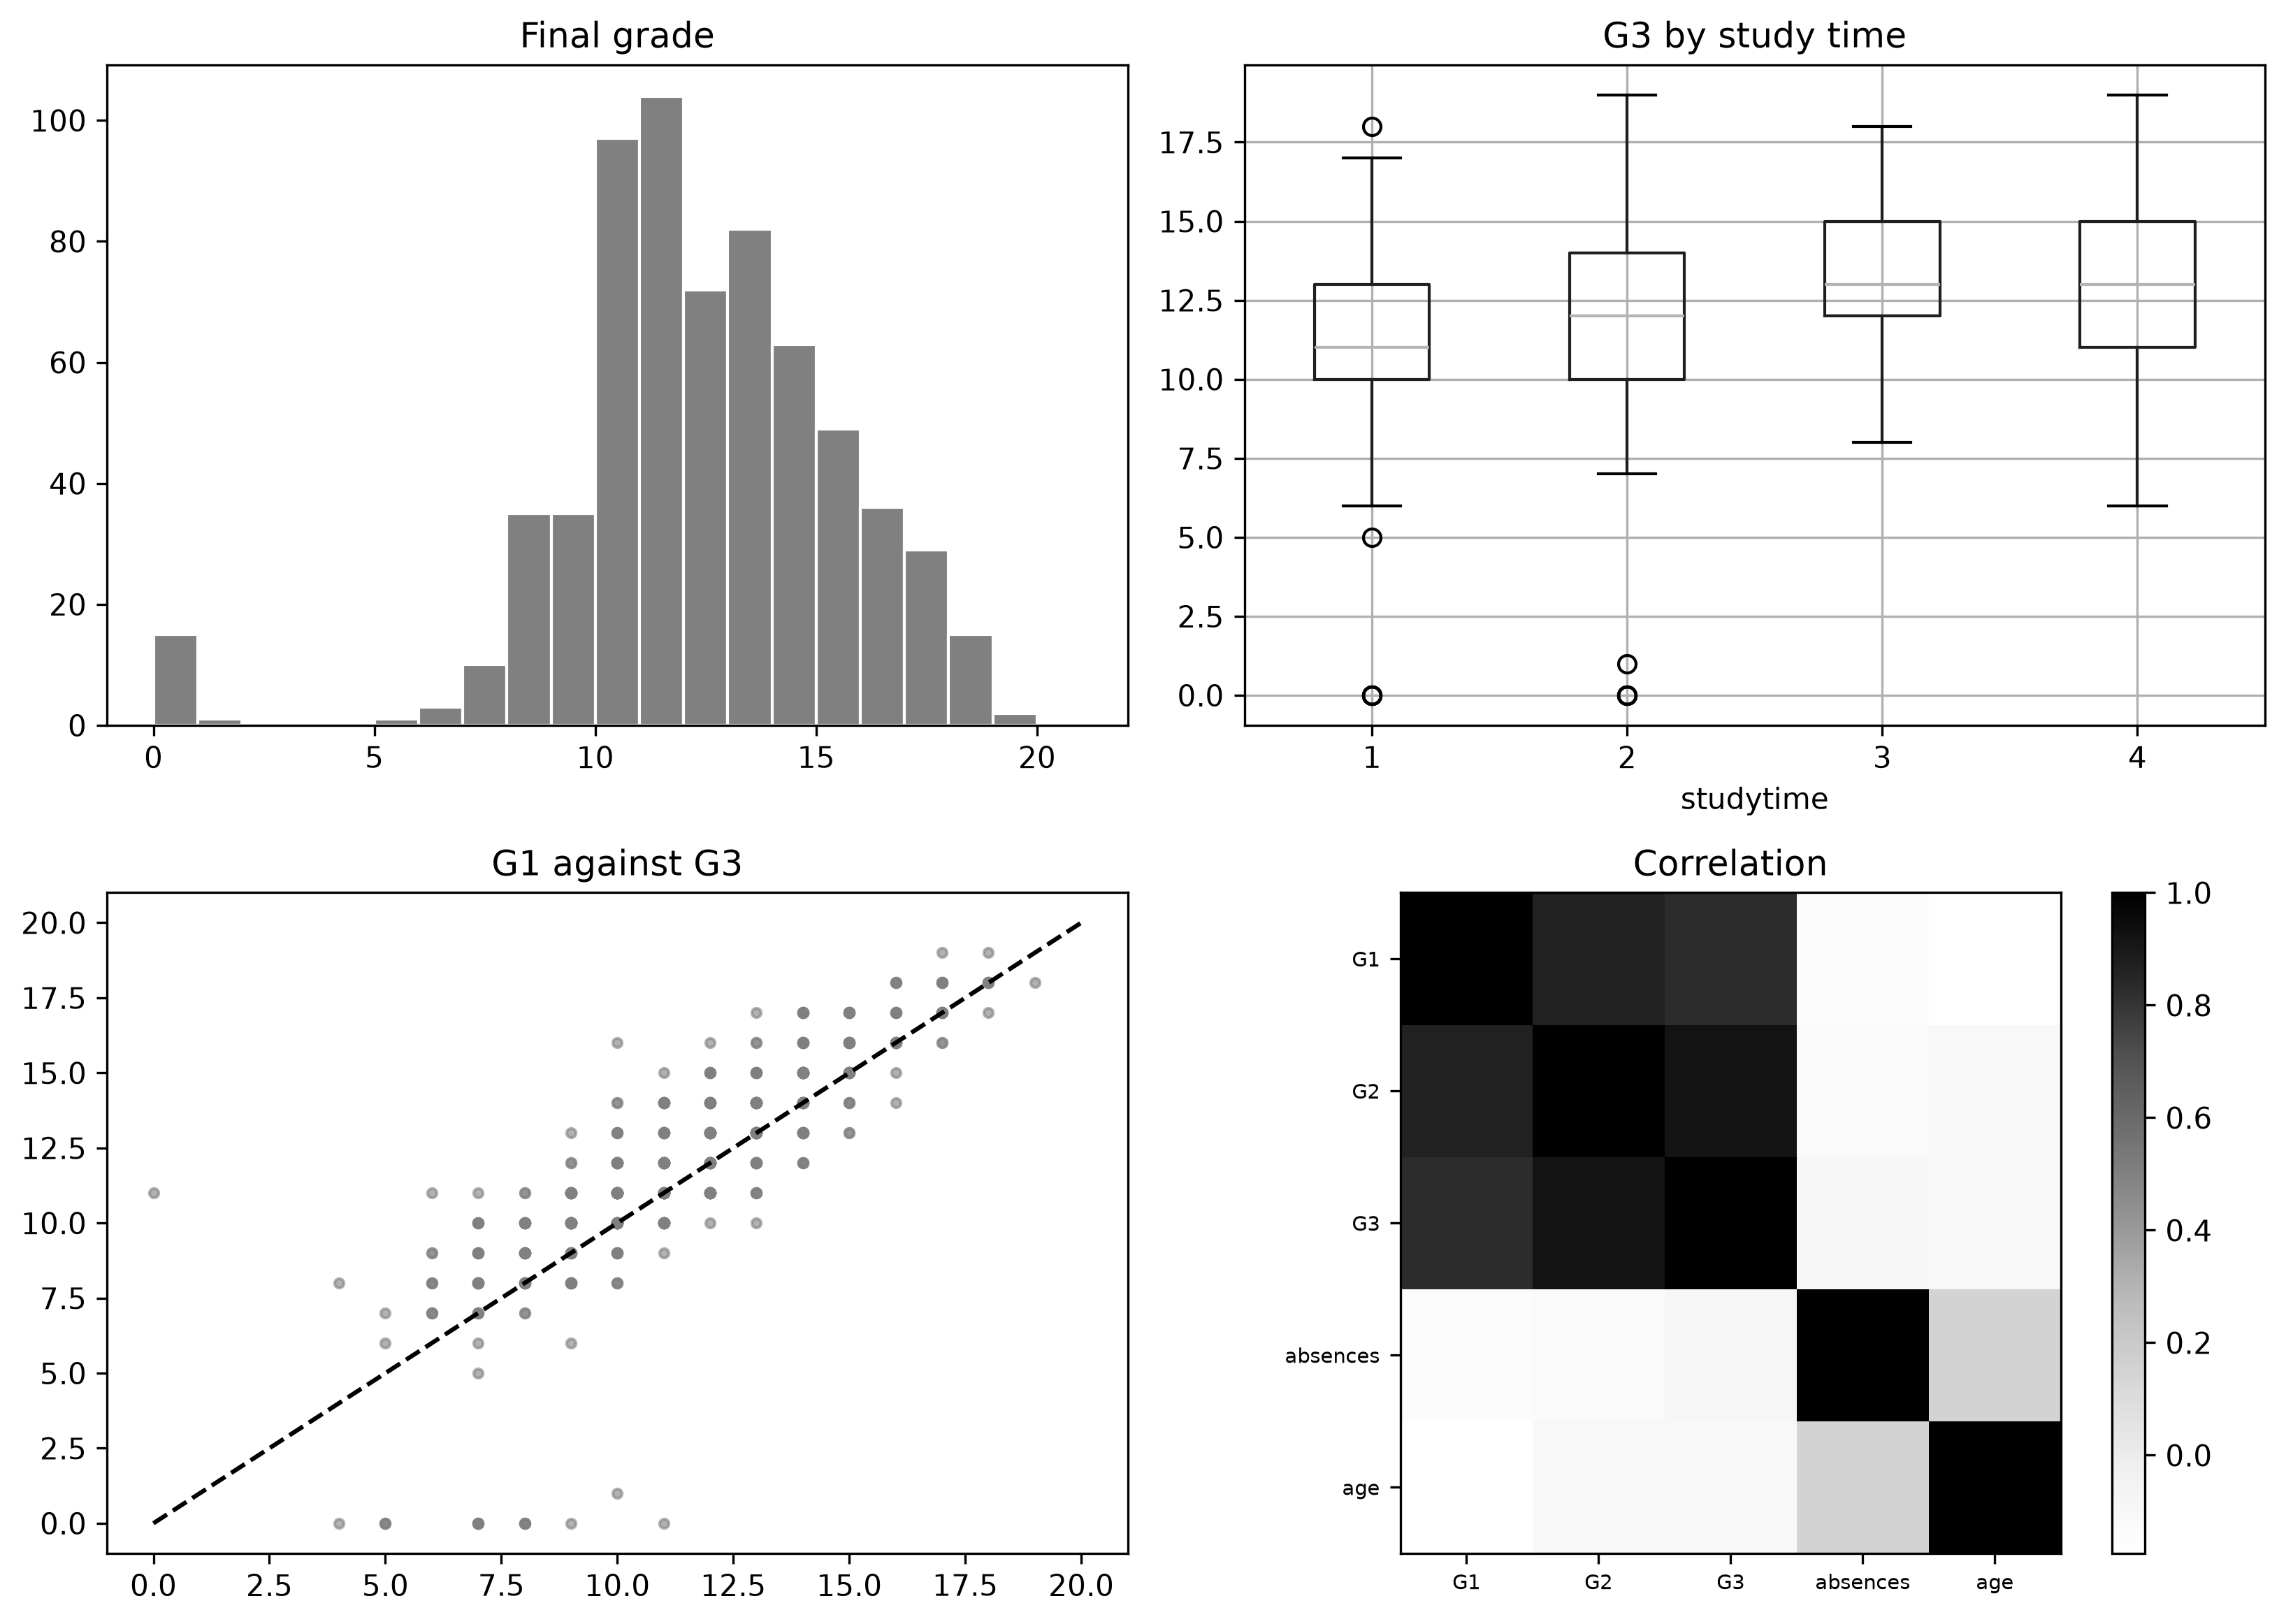 Final grade
100
80
60
40
20
0
0 5 10 15 20
G3 by study time
17.5
15.0
12.5
10.0
7.5
5.0
2.5
0.0
1 2 3 4
studytime
G1 against G3
20.0
17.5
15.0
12.5
10.0
7.5
5.0
2.5
0.0
0.0 2.5 5.0 7.5 10.0 12.5 15.0 17.5 20.0
Correlation
G1
G2
G3
absences
age
G1 G2 G3 absences age
1.0
0.8
0.6
0.4
0.2
0.0